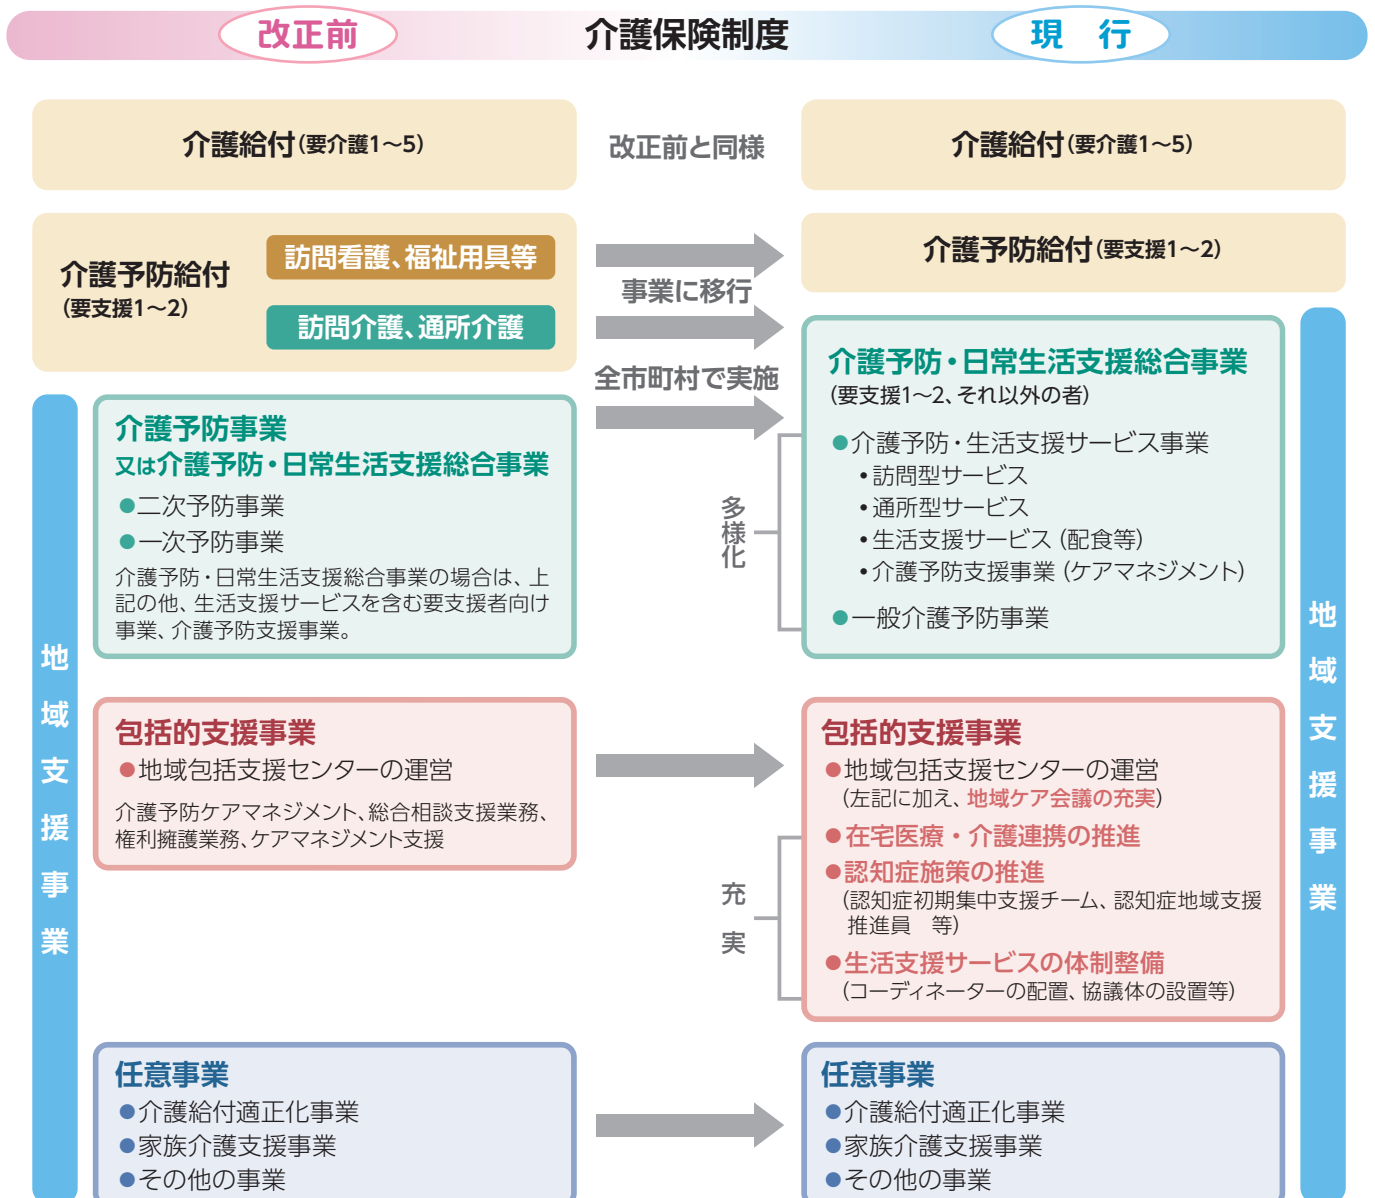 改正前
介護保険制度
現 行
介護給付(要介護1〜5)
改正前と同様
介護給付(要介護1〜5)
介護予防給付
(要支援1〜2)
訪問看護、福祉用具等
訪問介護、通所介護
事業に移行
全市町村で実施
介護予防給付(要支援1〜2)
地域支援事業
介護予防事業
又は介護予防・日常生活支援総合事業
●二次予防事業
●一次予防事業
介護予防・日常生活支援総合事業の場合は、上
記の他、生活支援サービスを含む要支援者向け
事業、介護予防支援事業。
多様化
介護予防・日常生活支援総合事業
(要支援1〜2、それ以外の者)
●介護予防・生活支援サービス事業
・訪問型サービス
・通所型サービス
・生活支援サービス(配食等)
・介護予防支援事業(ケアマネジメント)
●一般介護予防事業
地域支援事業
包括的支援事業
●地域包括支援センターの運営
介護予防ケアマネジメント、総合相談支援業務、
権利擁護業務、ケアマネジメント支援
充実
包括的支援事業
●地域包括支援センターの運営
(左記に加え、地域ケア会議の充実)
●在宅医療・介護連携の推進
●認知症施策の推進
(認知症初期集中支援チーム、認知症地域支援
推進員 等)
●生活支援サービスの体制整備
(コーディネーターの配置、協議体の設置等)
任意事業
●介護給付適正化事業
●家族介護支援事業
●その他の事業
任意事業
●介護給付適正化事業
●家族介護支援事業
●その他の事業